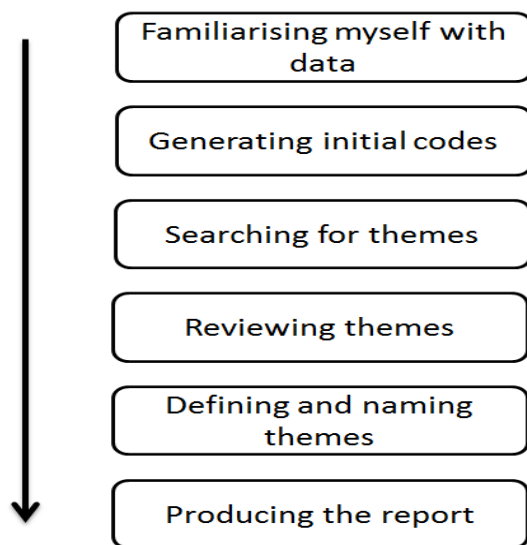 Familiarising myself with
data
Generating initial codes
Searching for themes
Reviewing themes
Defining and naming
themes
Producing the report